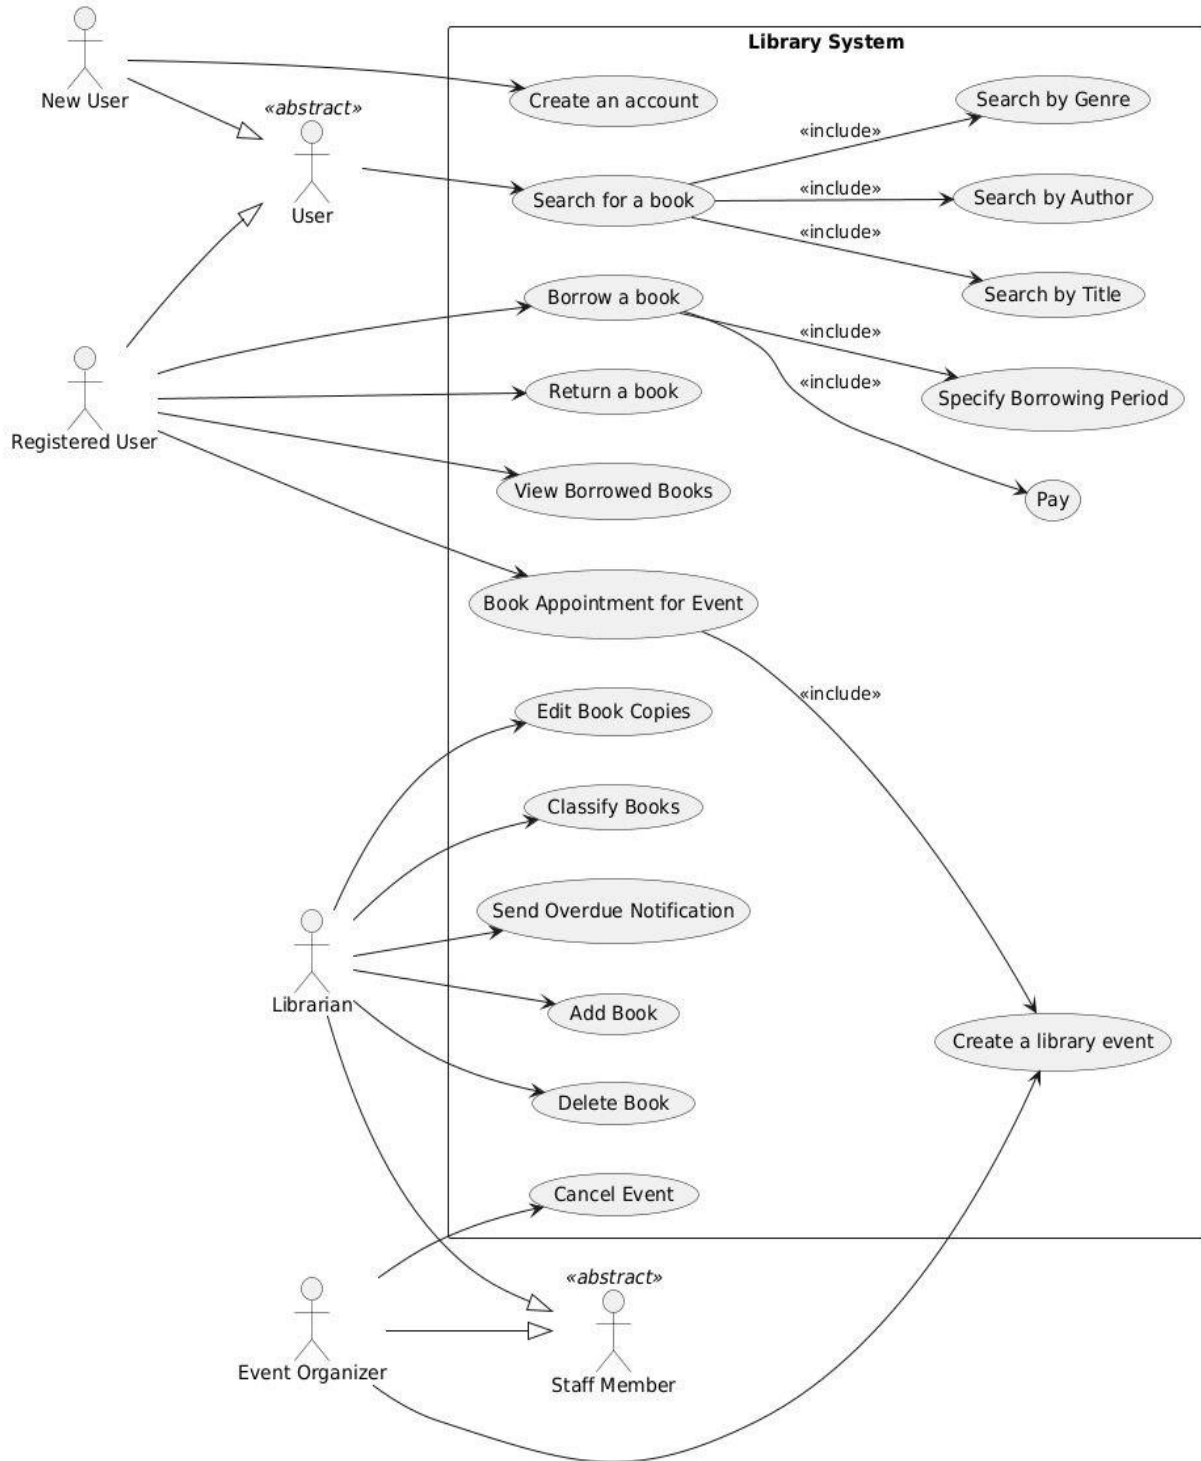 Library System
New User
Create an account
Search by Genre
«abstract»
«include»
User
Search for a book
«include»
Search by Author
«include»
Search by Title
Borrow a book
«include»
Registered User
Return a book
«include»
Specify Borrowing Period
View Borrowed Books
Pay
Book Appointment for Event
«include»
Edit Book Copies
Classify Books
Send Overdue Notification
Librarian
Add Book
Create a library event
Delete Book
Cancel Event
«abstract»
Event Organizer
Staff Member